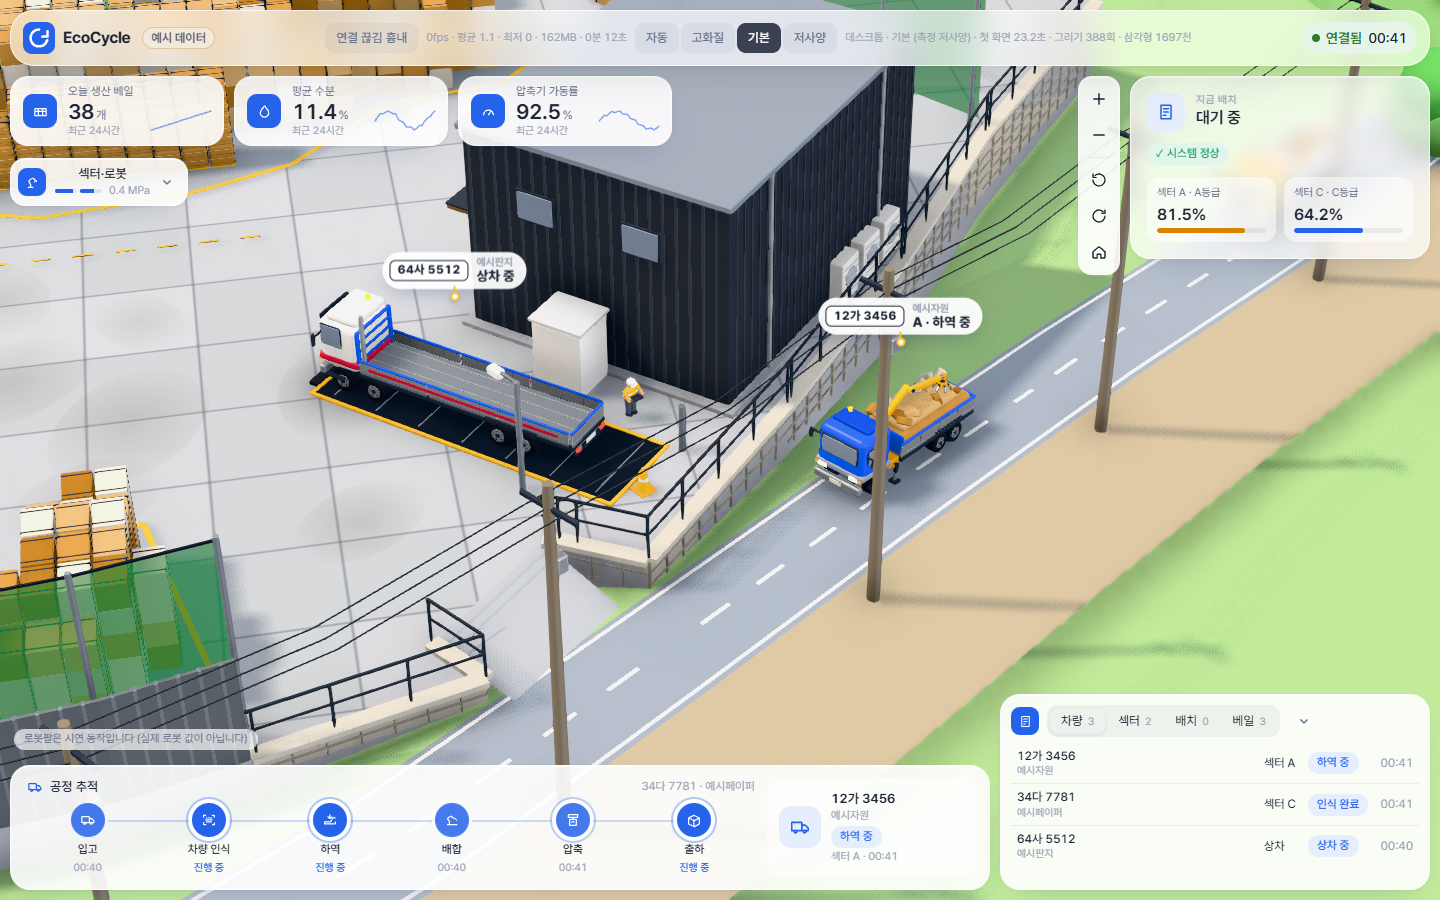 EcoCycle
예시 데이터
연결 끊김 흉내
0fps · 평균 1.1 · 최저 0 · 162MB · 0분 12초
자동
고화질
기본
저사양
데스크톱 · 기본 (측정 저사양) · 첫 화면 23.2초 · 그리기 388회 · 삼각형 1697천
연결됨 00:41
오늘 생산 베일
38개
최근 24시간
평균 수분
11.4%
최근 24시간
압축기 가동률
92.5%
최근 24시간
섹터·로봇
0.4 MPa
지금 배치
대기 중
✓ 시스템 정상
섹터 A · A등급
81.5%
섹터 C · C등급
64.2%
64사 5512
예시판지
상차 중
12가 3456
예시자원
A · 하역 중
로봇팔은 시연 동작입니다 (실제 로봇 값이 아닙니다)
공정 추적
34다 7781 · 예시페이퍼
입고
00:40
차량 인식
진행 중
하역
진행 중
배합
00:40
압축
00:41
출하
진행 중
12가 3456
예시자원
하역 중
섹터 A · 00:41
차량 3
섹터 2
배치 0
베일 3
12가 3456
예시자원
섹터 A
하역 중
00:41
34다 7781
예시페이퍼
섹터 C
인식 완료
00:41
64사 5512
예시판지
상차
상차 중
00:40